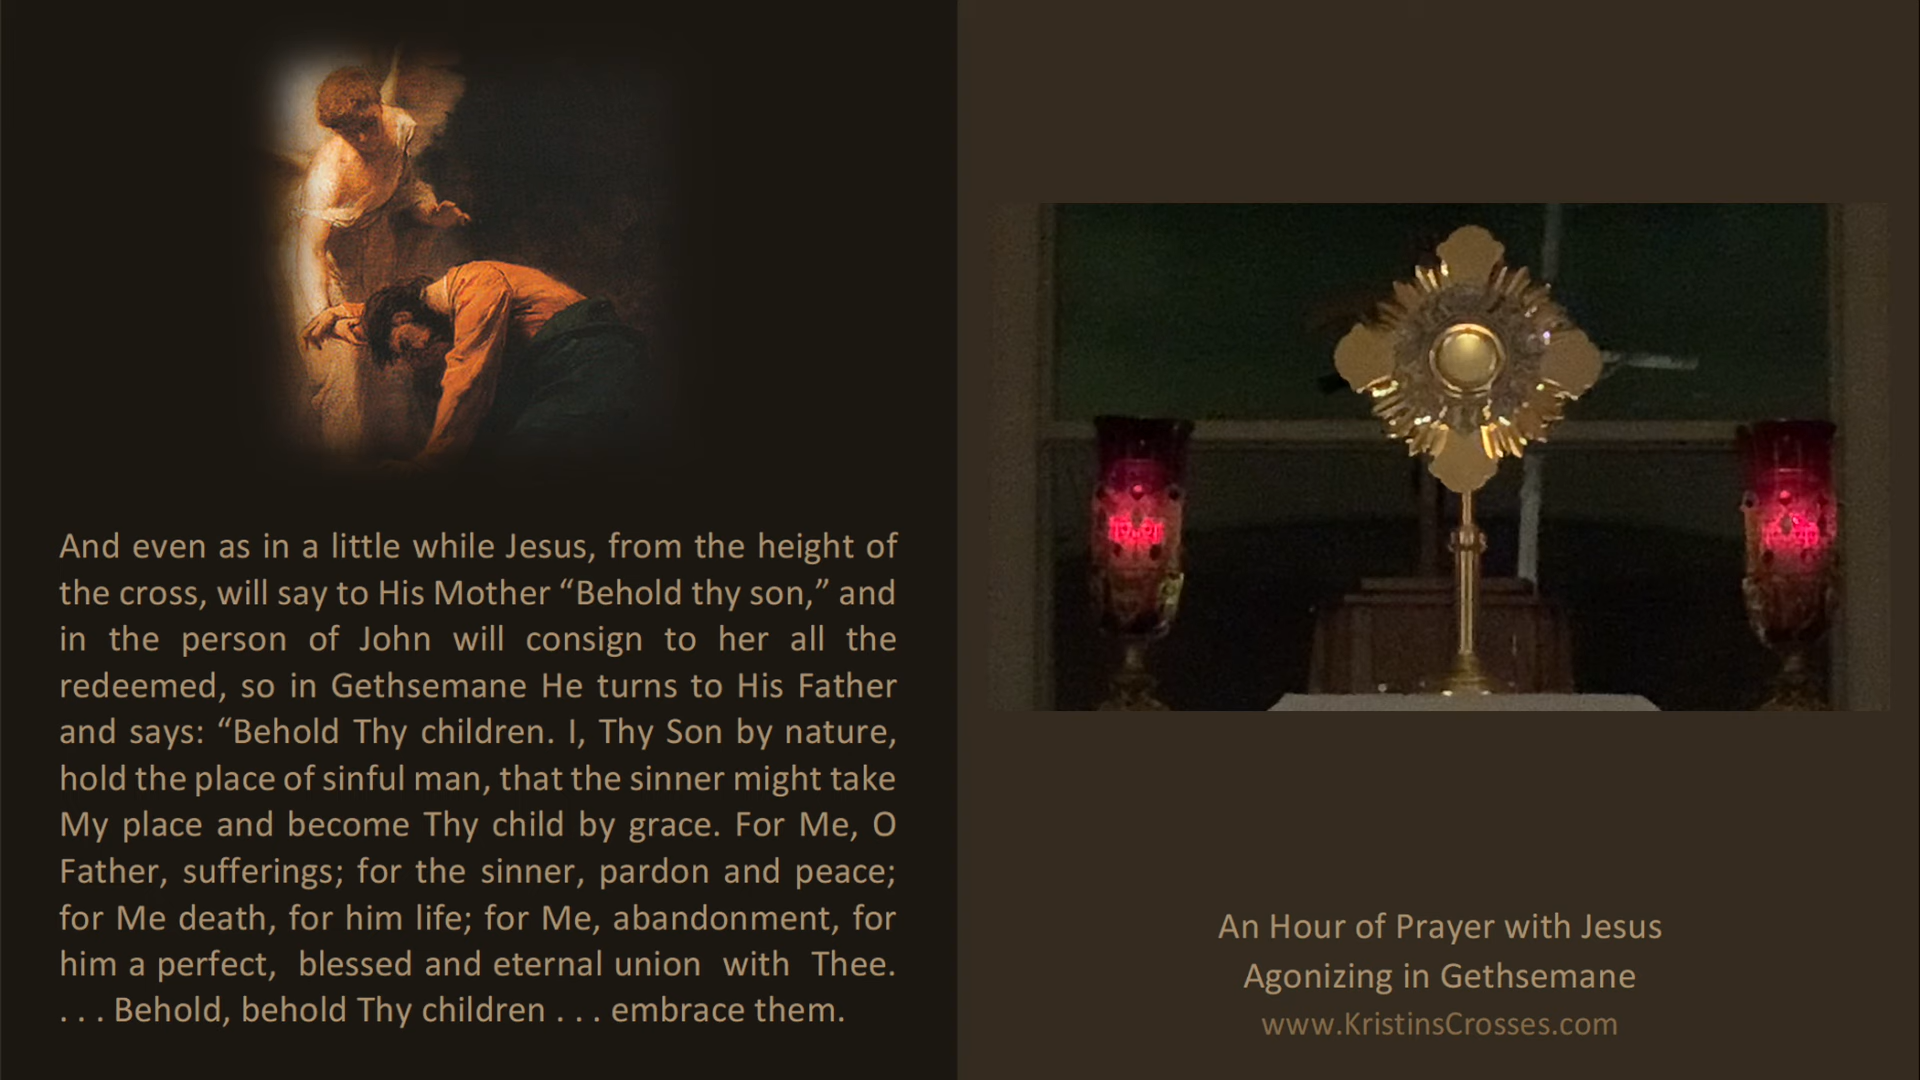 And even as in a little while Jesus, from the height of
the cross, will say to His Mother “Behold thy son,” and
in the person of John will consign to her all the
redeemed, so in Gethsemane He turns to His Father
and says: “Behold Thy children. I, Thy Son by nature,
hold the place of sinful man, that the sinner might take
My place and become Thy child by grace. For Me, O
Father, sufferings; for the sinner, pardon and peace;
for Me death, for him life; for Me, abandonment, for
him a perfect, blessed and eternal union with Thee.
. . . Behold, behold Thy children . . . embrace them.
An Hour of Prayer with Jesus
Agonizing in Gethsemane
www.KristinsCrosses.com